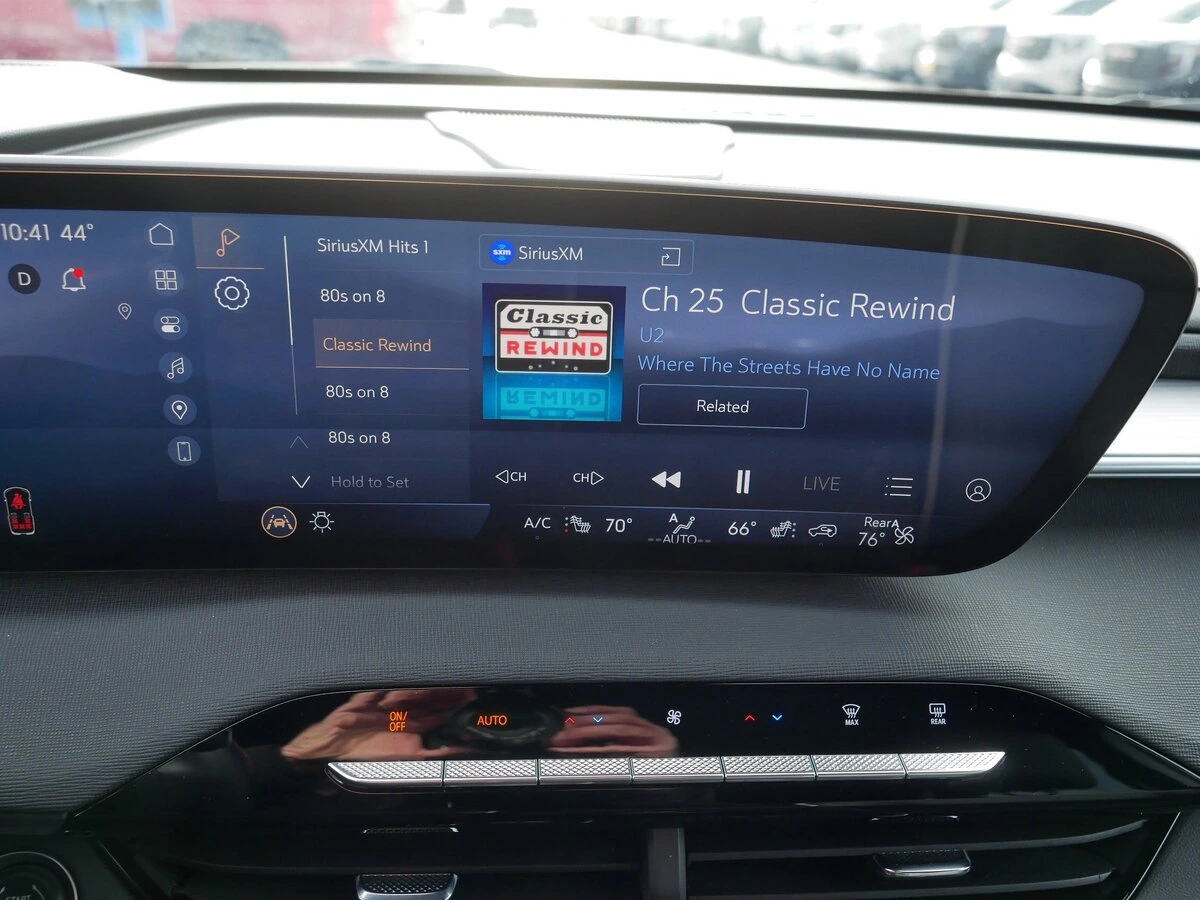 10:41 44°
D
SiriusXM Hits 1
80s on 8
Classic Rewind
80s on 8
80s on 8
Hold to Set
sxm SiriusXM
Classic
REWIND
Ch 25 Classic Rewind
U2
Where The Streets Have No Name
Related
CH
CH
LIVE
A/C
70°
A
AUTO
66°
Rear
76°
A
ON/
OFF
AUTO
MAX
REAR
START